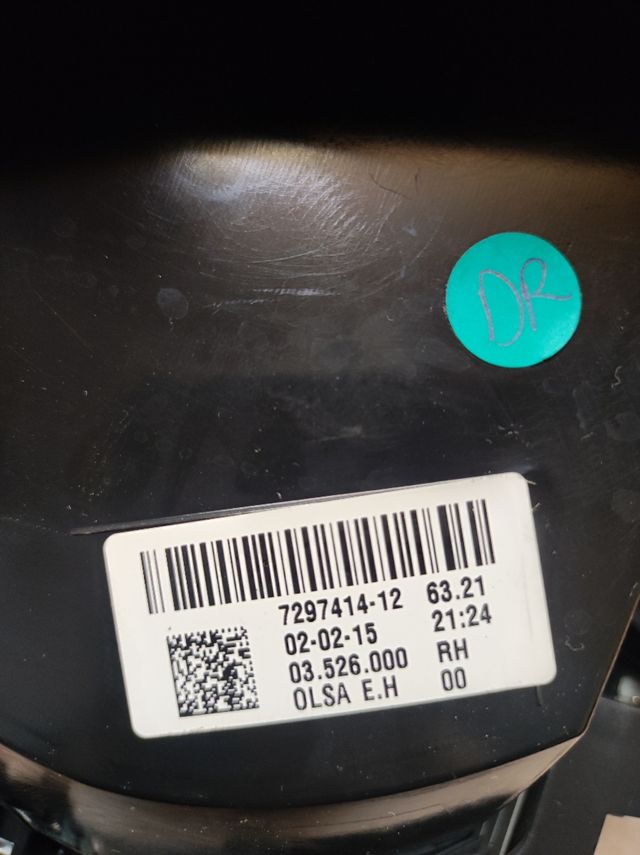 DR
7297414-12 63.21
02-02-15 21:24
03.526.000 RH
OLSA E.H 00